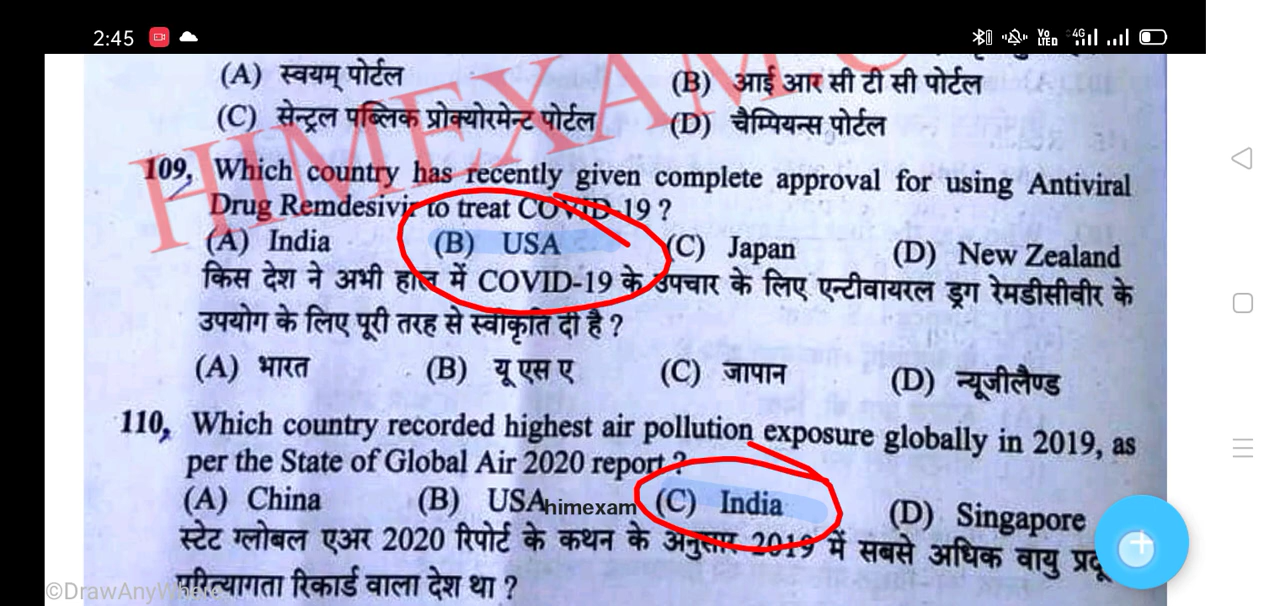 2:45
4G
(A) स्वयम् पोर्टल (B) आई आर सी टी सी पोर्टल
(C) सेन्ट्रल पब्लिक प्रोक्योरमेन्ट पोर्टल (D) चैम्पियन्स पोर्टल
HIMEXAM.C
109, Which country has recently given complete approval for using Antiviral
Drug Remdesivir to treat COVID-19 ?
(A) India (B) USA (C) Japan (D) New Zealand
किस देश ने अभी हाल में COVID-19 के उपचार के लिए एन्टीवायरल ड्रग रेमडीसीवीर के
उपयोग के लिए पूरी तरह से स्वीकृति दी है ?
(A) भारत (B) यू एस ए (C) जापान (D) न्यूजीलैण्ड
110, Which country recorded highest air pollution exposure globally in 2019, as
per the State of Global Air 2020 report ?
(A) China (B) USA himexam (C) India (D) Singapore
स्टेट ग्लोबल एअर 2020 रिपोर्ट के कथन के अनुसार 2019 में सबसे अधिक वायु
परित्यागता रिकार्ड वाला देश था ?
©DrawAnyWhere